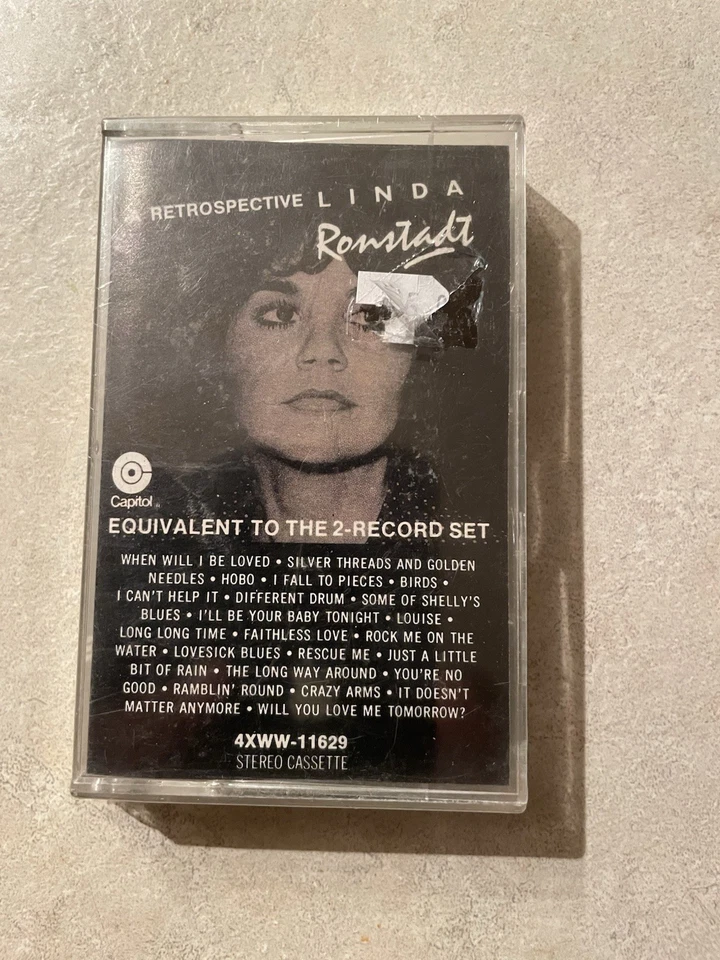 A RETROSPECTIVE LINDA
Ronstadt
Capitol
EQUIVALENT TO THE 2-RECORD SET
WHEN WILL I BE LOVED • SILVER THREADS AND GOLDEN
NEEDLES • HOBO • I FALL TO PIECES • BIRDS •
I CAN'T HELP IT • DIFFERENT DRUM • SOME OF SHELLY'S
BLUES • I'LL BE YOUR BABY TONIGHT • LOUISE •
LONG LONG TIME • FAITHLESS LOVE • ROCK ME ON THE
WATER • LOVESICK BLUES • RESCUE ME • JUST A LITTLE
BIT OF RAIN • THE LONG WAY AROUND • YOU'RE NO
GOOD • RAMBLIN' ROUND • CRAZY ARMS • IT DOESN'T
MATTER ANYMORE • WILL YOU LOVE ME TOMORROW?
4XWW-11629
STEREO CASSETTE